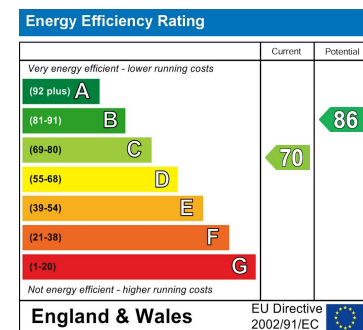 Energy Efficiency Rating
Current Potential
Very energy efficient - lower running costs
(92 plus) A
(81-91) B 86
(69-80) C 70
(55-68) D
(39-54) E
(21-38) F
(1-20) G
Not energy efficient - higher running costs
England & Wales
EU Directive
2002/91/EC